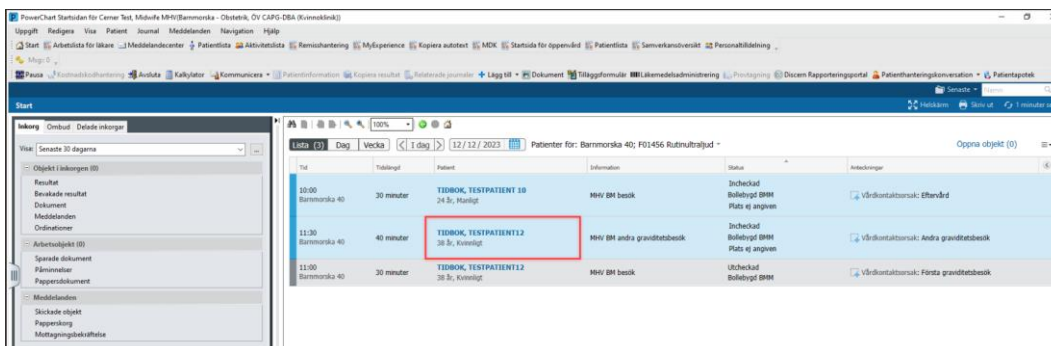 PowerChart Startsidan för Cerner Test, Midwife MHV(Barnmorska - Obstetrik, ÖV CAPG-DBA (Kvinnoklinik))
Uppgift Redigera Visa Patient Journal Meddelanden Navigation Hjälp
Start Arbetslista för läkare Meddelandecenter Patientlista Aktivitetslista Remisshantering MyExperience Kopiera autotext MDK Startsida för öppenvård Patientlista Samverkansöversikt Personaltilldelning
Msg: 0
Pausa Kostnadsfrikorthantering Avsluta Kalkylator Kommunicera Patientinformation Kopiera resultat Relaterade journaler Lägg till Dokument Tilläggsformulär Läkemedelsadministrering Provtagning Discern Rapporteringsportal Patienthanteringskonversation Patientapotek
Senaste Namn
Start Helskärm Skriv ut 1 minuter
Inkorg Ombud Delade inkorgar
100%
Visa: Senaste 30 dagarna ...
Lista (3) Dag Vecka < I dag > 12/12/2023 Patienter för: Barnmorska 40; F01456 Rutinultraljud Öppna objekt (0)
Objekt i inkorgen (0)
Resultat
Bevakade resultat
Dokument
Meddelanden
Ordinationer
Arbetsobjekt (0)
Sparade dokument
Påminnelser
Pappersdokument
Meddelanden
Skickade objekt
Papperskorg
Mottagningsbekräftelse
Tid Tidslängd Patient Information Status Anteckningar
10:00 Barnmorska 40 30 minuter TIDBOK, TESTPATIENT 10 24 år, Manligt MHV BM besök Incheckad Bollebygd BMM Plats ej angiven Vårdkontaktsorsak: Eftervård
11:30 Barnmorska 40 40 minuter TIDBOK, TESTPATIENT12 38 år, Kvinnligt MHV BM andra graviditetsbesök Incheckad Bollebygd BMM Plats ej angiven Vårdkontaktsorsak: Andra graviditetsbesök
11:00 Barnmorska 40 30 minuter TIDBOK, TESTPATIENT12 38 år, Kvinnligt MHV BM besök Utcheckad Bollebygd BMM Vårdkontaktsorsak: Första graviditetsbesök